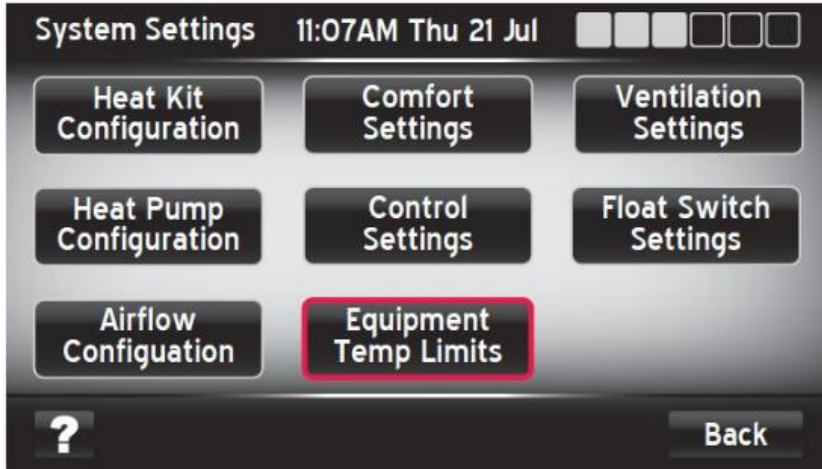 System Settings 11:07AM Thu 21 Jul
Heat Kit
Configuration
Comfort
Settings
Ventilation
Settings
Heat Pump
Configuration
Control
Settings
Float Switch
Settings
Airflow
Configuation
Equipment
Temp Limits
?
Back